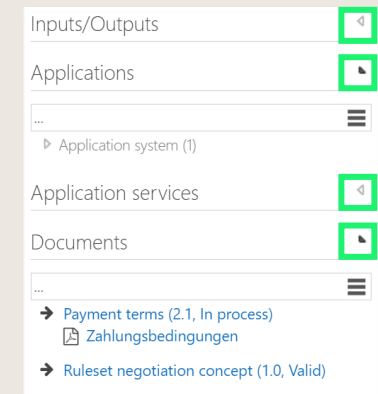 Inputs/Outputs
Applications
...
Application system (1)
Application services
Documents
...
Payment terms (2.1, In process)
Zahlungsbedingungen
Ruleset negotiation concept (1.0, Valid)